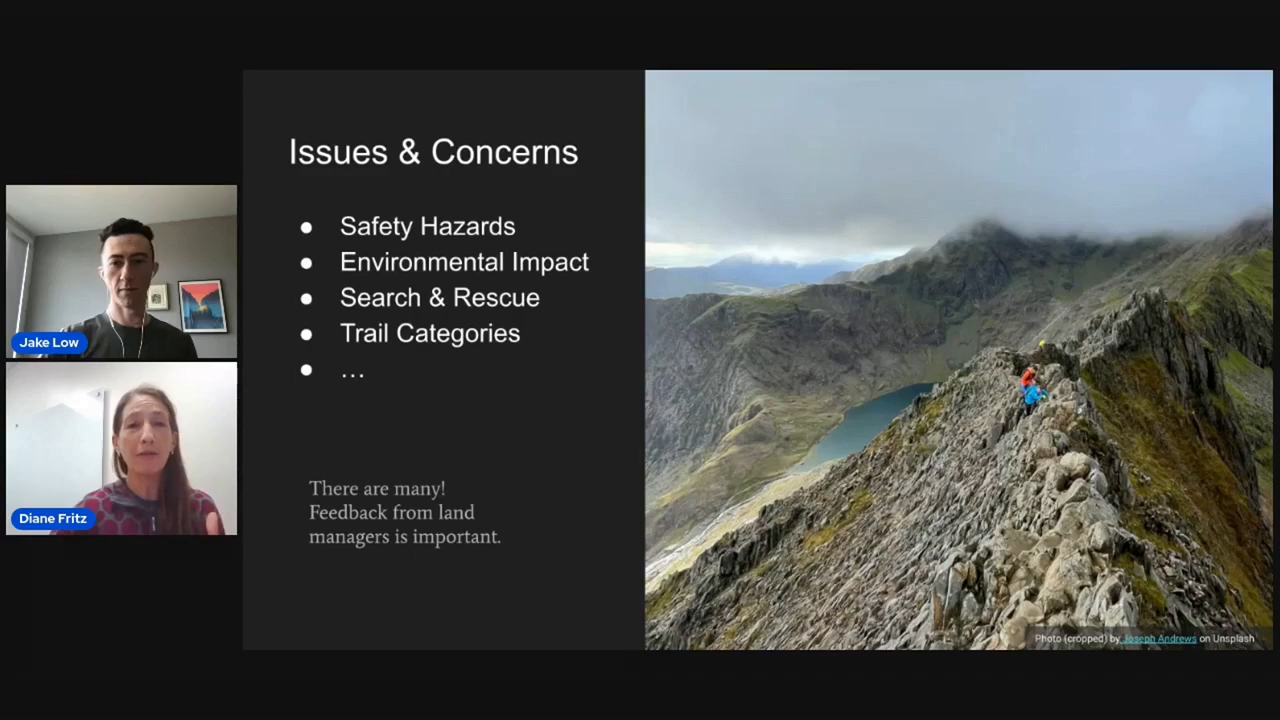 Issues & Concerns
● Safety Hazards
● Environmental Impact
● Search & Rescue
● Trail Categories
● …
There are many!
Feedback from land
managers is important.
Jake Low
Diane Fritz
Photo (cropped) by Joseph Andrews on Unsplash